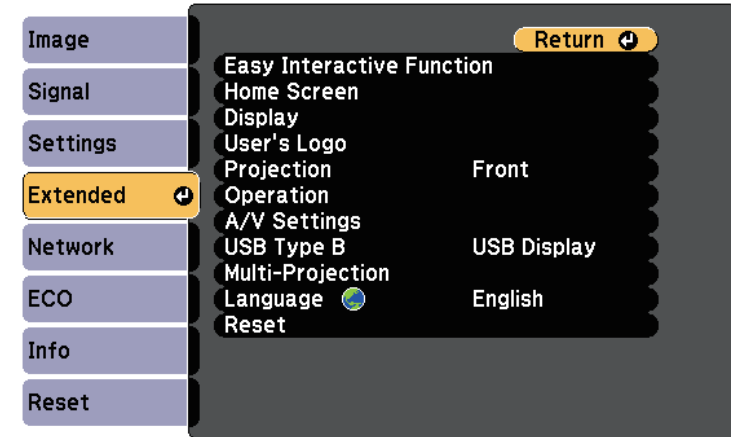 Image
Signal
Settings
Extended
Network
ECO
Info
Reset
Return
Easy Interactive Function
Home Screen
Display
User's Logo
Projection Front
Operation
A/V Settings
USB Type B USB Display
Multi-Projection
Language English
Reset